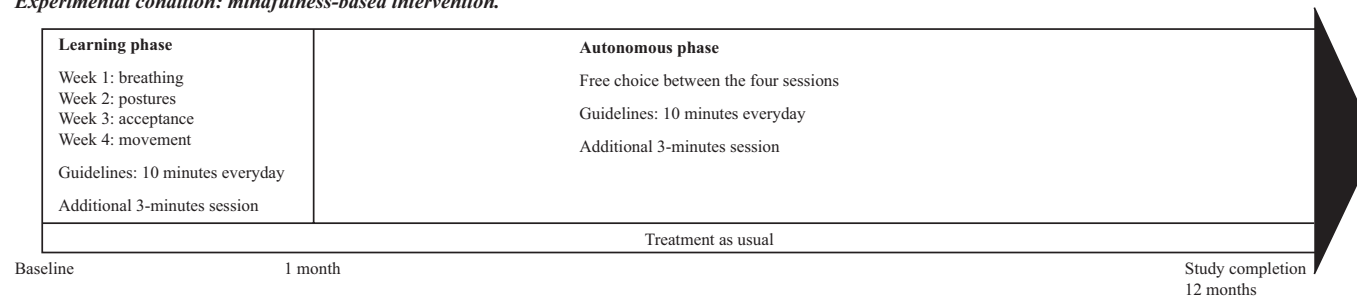 Experimental condition: mindfulness-based intervention.
Learning phase
Week 1: breathing
Week 2: postures
Week 3: acceptance
Week 4: movement
Guidelines: 10 minutes everyday
Additional 3-minutes session
Autonomous phase
Free choice between the four sessions
Guidelines: 10 minutes everyday
Additional 3-minutes session
Treatment as usual
Baseline
1 month
Study completion
12 months